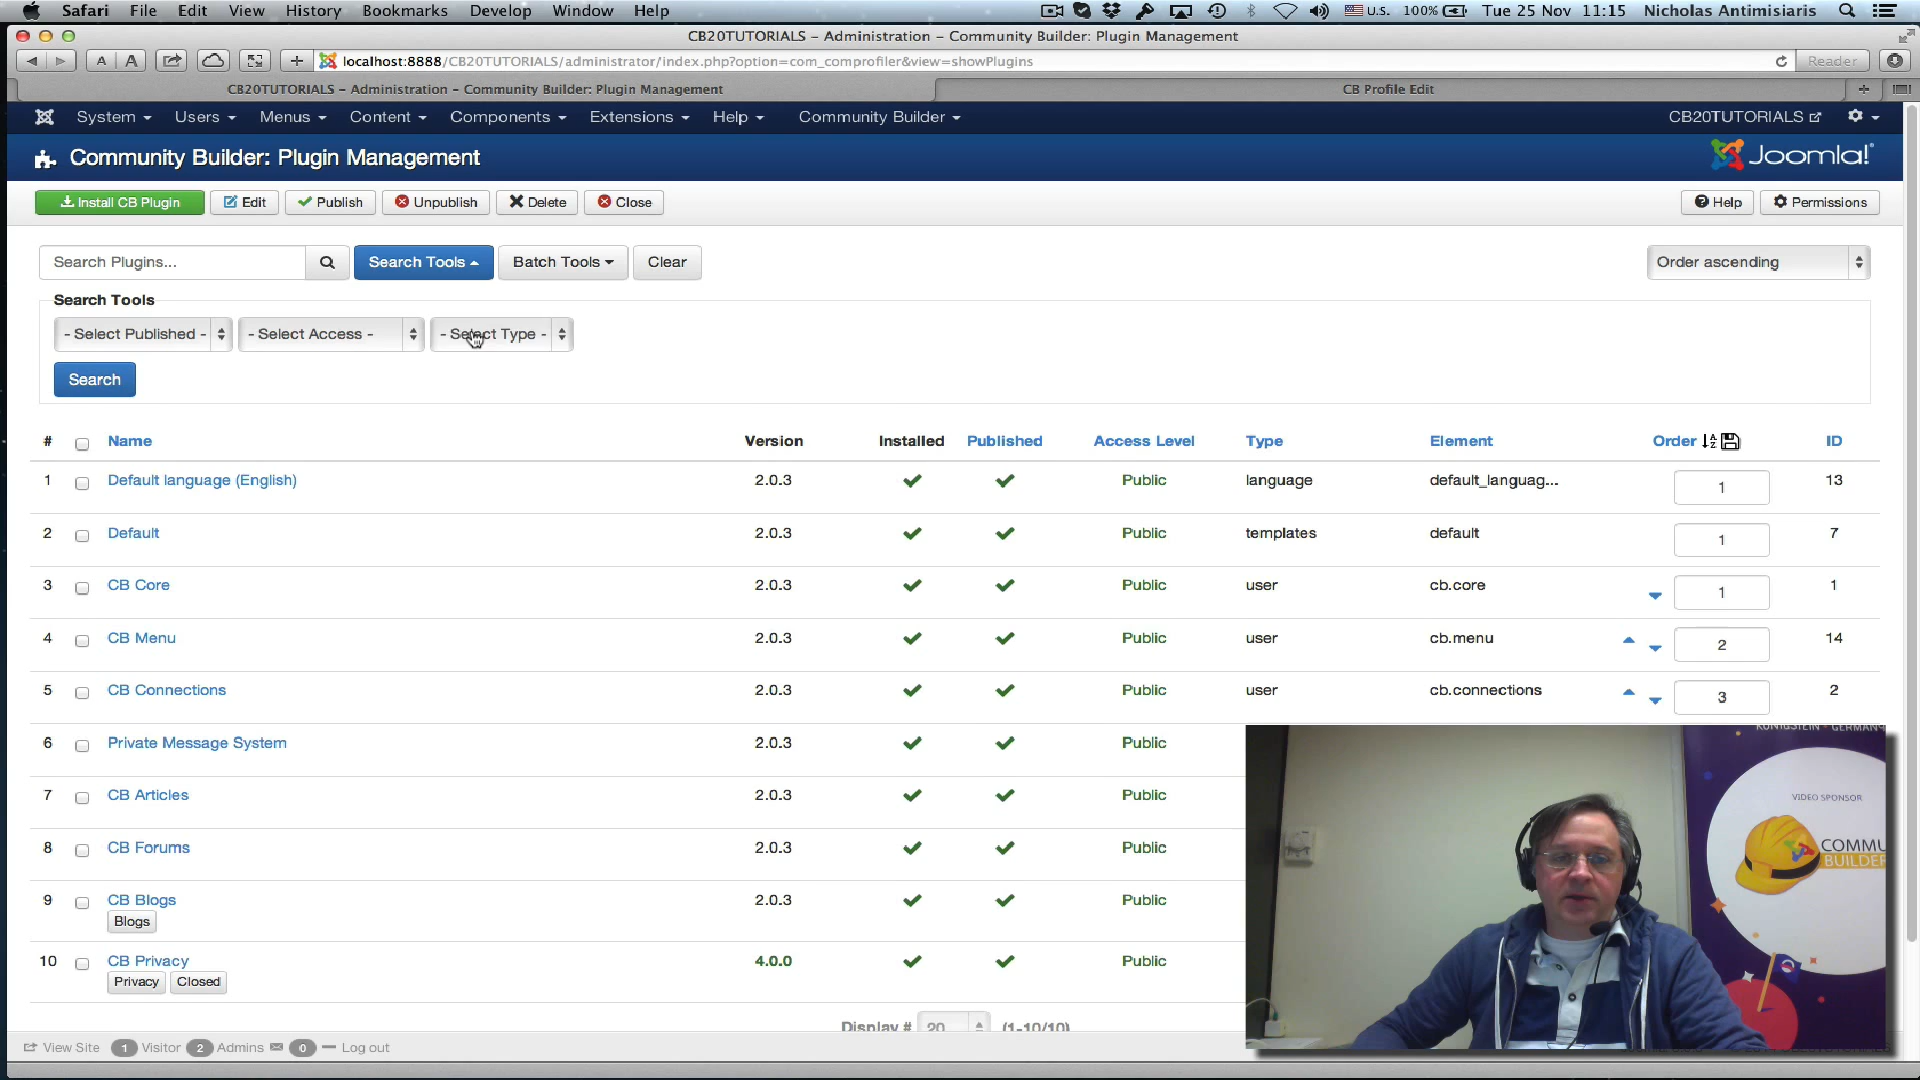 Safari File Edit View History Bookmarks Develop Window Help U.S. 100% Tue 25 Nov 11:15 Nicholas Antimisiaris
CB20TUTORIALS – Administration – Community Builder: Plugin Management
A A localhost:8888/CB20TUTORIALS/administrator/index.php?option=com_comprofiler&view=showPlugins Reader
CB20TUTORIALS – Administration – Community Builder: Plugin Management CB Profile Edit
System Users Menus Content Components Extensions Help Community Builder CB20TUTORIALS
Community Builder: Plugin Management Joomla!
Install CB Plugin Edit Publish Unpublish Delete Close Help Permissions
Search Plugins... Search Tools Batch Tools Clear Order ascending
Search Tools
- Select Published - - Select Access - - Select Type -
Search
# Name Version Installed Published Access Level Type Element Order ID
1 Default language (English) 2.0.3 Public language default_languag... 1 13
2 Default 2.0.3 Public templates default 1 7
3 CB Core 2.0.3 Public user cb.core 1 1
4 CB Menu 2.0.3 Public user cb.menu 2 14
5 CB Connections 2.0.3 Public user cb.connections 3 2
6 Private Message System 2.0.3 Public
7 CB Articles 2.0.3 Public
8 CB Forums 2.0.3 Public
9 CB Blogs 2.0.3 Public
Blogs
10 CB Privacy 4.0.0 Public
Privacy Closed
Display # 20 (1-10/10)
View Site 1 Visitor 2 Admins 0 Log out
KÖNIGSTEIN - GERMAN
VIDEO SPONSOR
COMMU
BUILDE